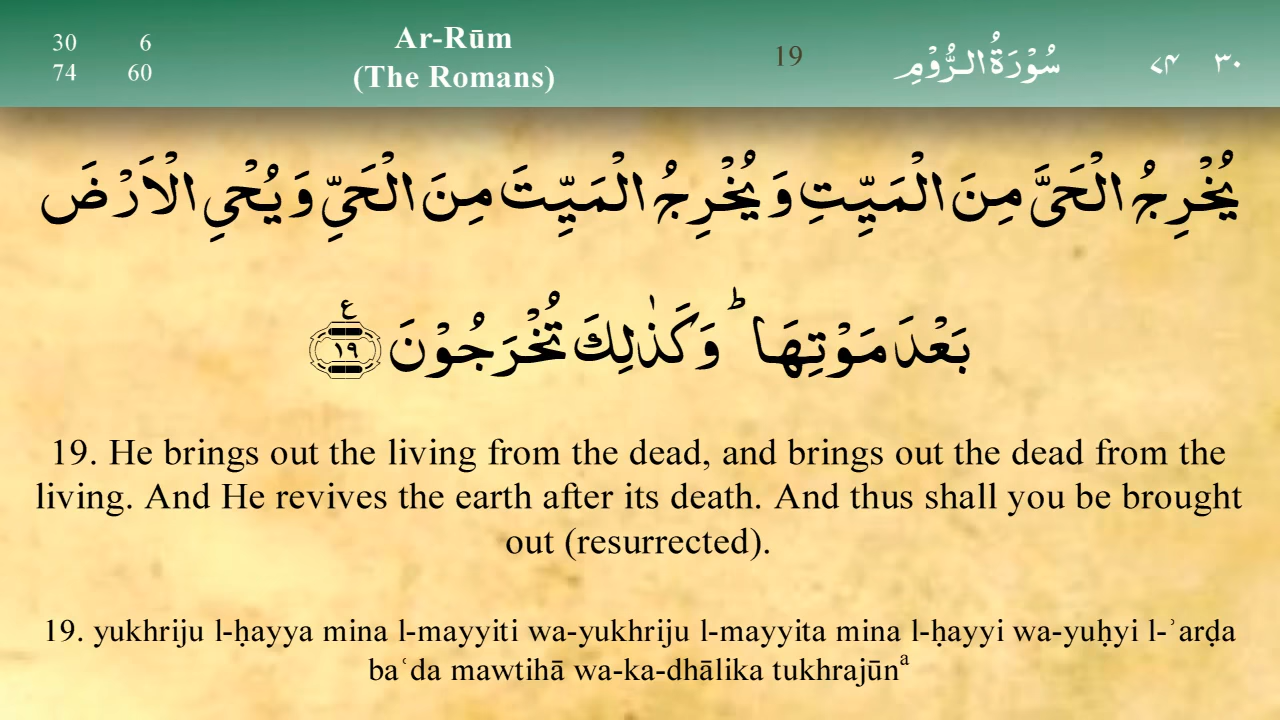 30 6
74 60
Ar-Rūm
(The Romans)
19
سُوْرَةُ الرُّوْمِ
٣٠ ٧٤
يُخْرِجُ الْحَىَّ مِنَ الْمَيِّتِ وَ يُخْرِجُ الْمَيِّتَ مِنَ الْحَىِّ وَ يُحْىِ الْاَرْضَ
بَعْدَ مَوْتِهَا ؕ وَ كَذٰلِكَ تُخْرَجُوْنَ ع ١٩
19. He brings out the living from the dead, and brings out the dead from the
living. And He revives the earth after its death. And thus shall you be brought
out (resurrected).
19. yukhriju l-ḥayya mina l-mayyiti wa-yukhriju l-mayyita mina l-ḥayyi wa-yuḥyi l-ʾarḍa
baʿda mawtihā wa-ka-dhālika tukhrajūnᵃ